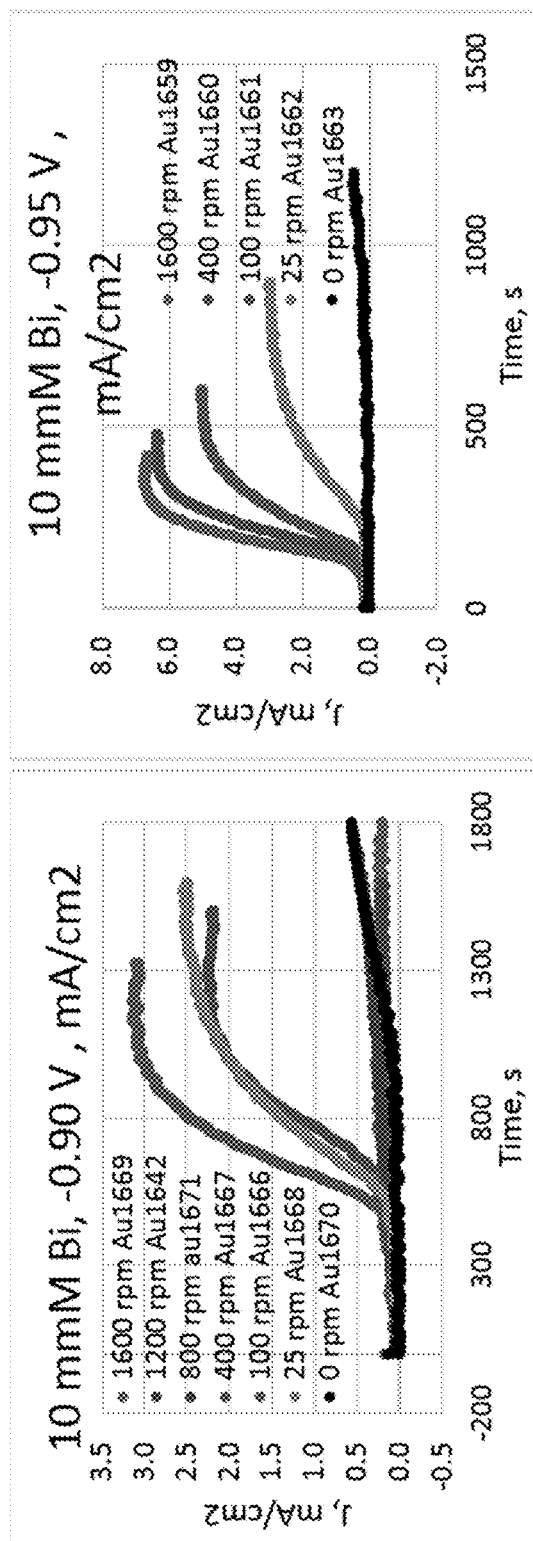 10 mmM Bi, -0.90 V , mA/cm2
J, mA/cm2
3.5
3.0
2.5
2.0
1.5
1.0
0.5
0.0
-0.5
1600 rpm Au1669
1200 rpm Au1642
800 rpm au1671
400 rpm Au1667
100 rpm Au1666
25 rpm Au1668
0 rpm Au1670
-200
300
800
1300
1800
Time, s
10 mmM Bi, -0.95 V ,
mA/cm2
J, mA/cm2
8.0
6.0
4.0
2.0
0.0
-2.0
1600 rpm Au1659
400 rpm Au1660
100 rpm Au1661
25 rpm Au1662
0 rpm Au1663
0
500
1000
1500
Time, s